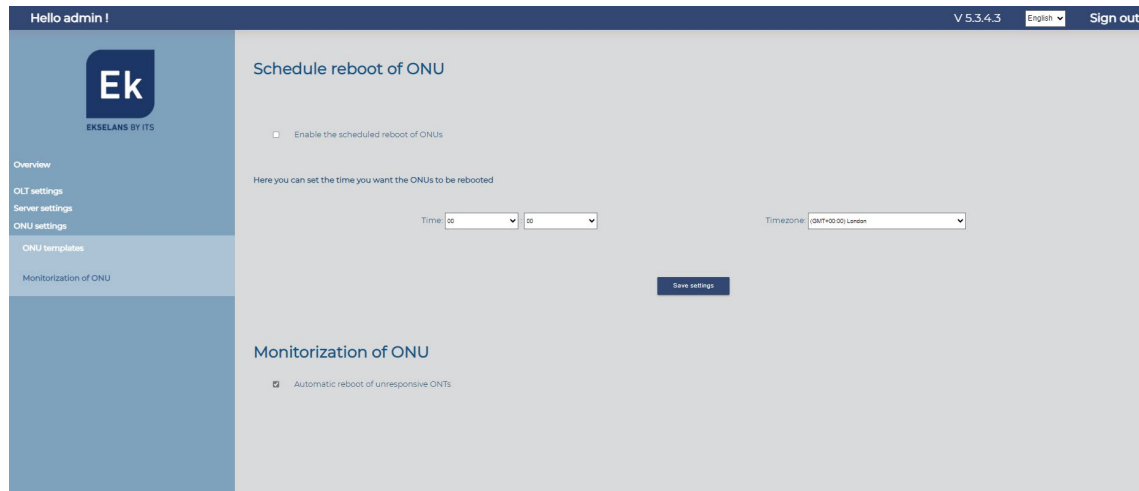 Hello admin !
V 5.3.4.3
English
Sign out
Ek
EKSELANS BY ITS
Overview
OLT settings
Server settings
ONU settings
ONU templates
Monitorization of ONU
Schedule reboot of ONU
Enable the scheduled reboot of ONUs
Here you can set the time you want the ONUs to be rebooted
Time: 00 : 00
Timezone: (GMT+00:00) London
Save settings
Monitorization of ONU
Automatic reboot of unresponsive ONTs